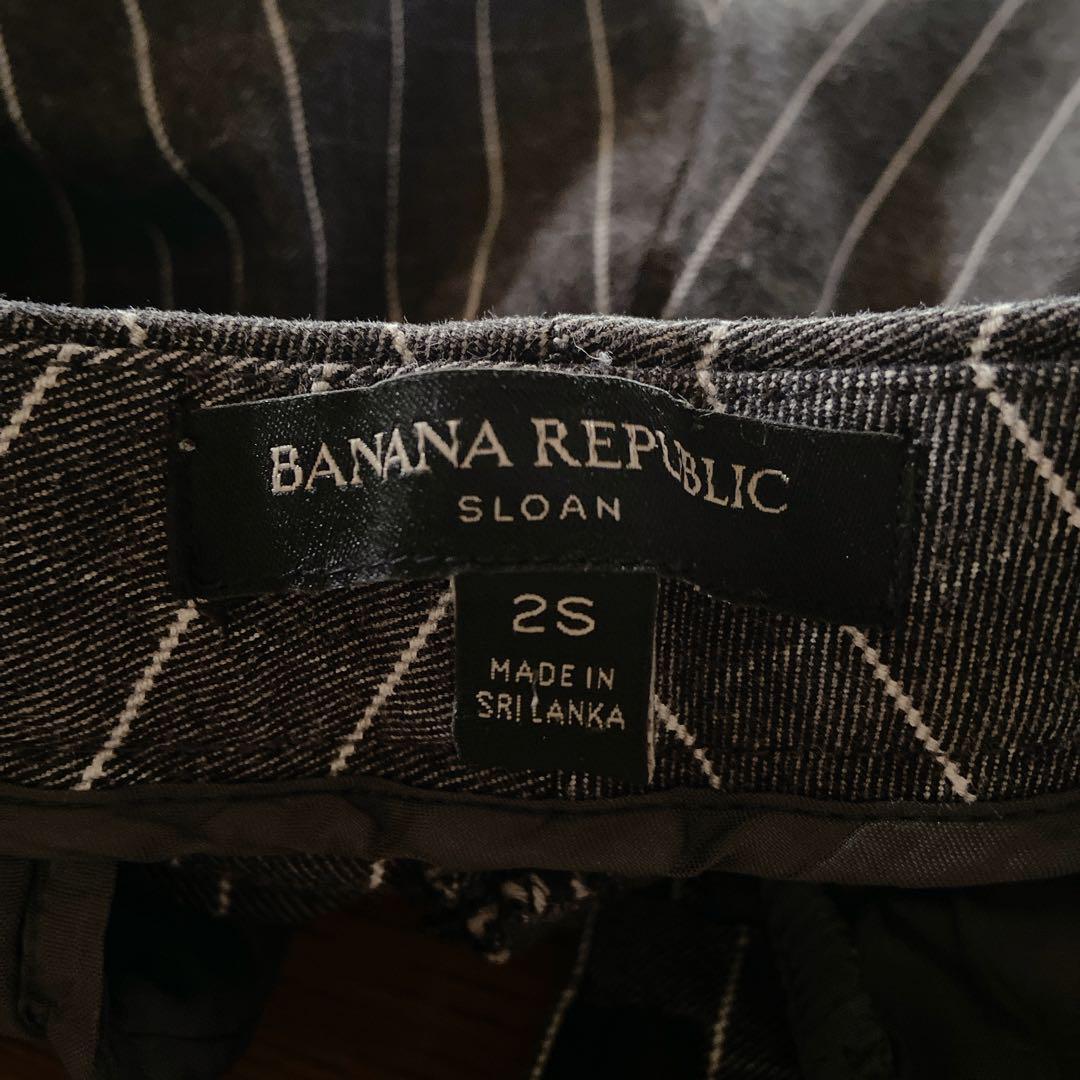 BANANA REPUBLIC
SLOAN
2S
MADE IN
SRI LANKA